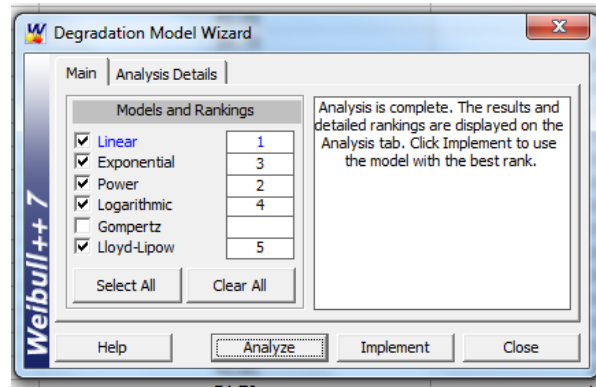 Degradation Model Wizard
Main
Analysis Details
Models and Rankings
Linear 1
Exponential 3
Power 2
Logarithmic 4
Gompertz
Lloyd-Lipow 5
Select All
Clear All
Analysis is complete. The results and
detailed rankings are displayed on the
Analysis tab. Click Implement to use
the model with the best rank.
Weibull++ 7
Help
Analyze
Implement
Close